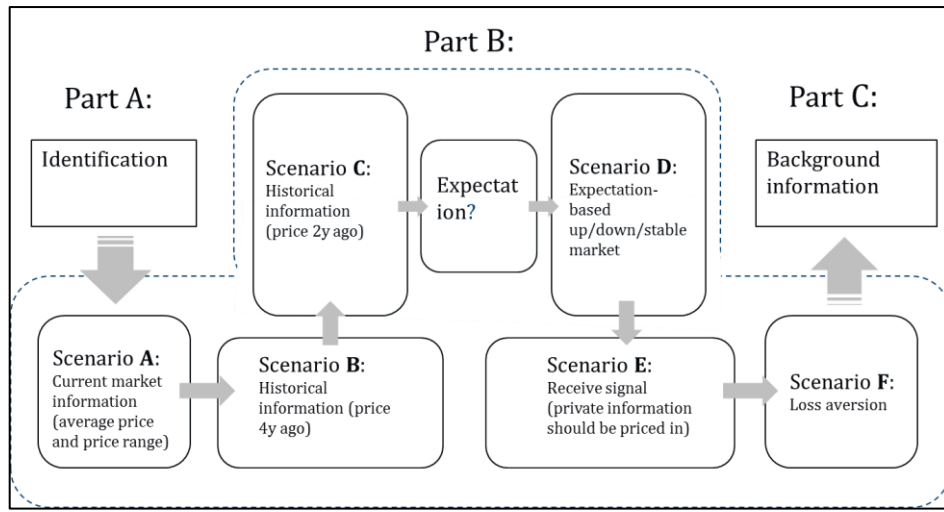 Part B:
Part A:
Part C:
Identification
Scenario C:
Historical
information
(price 2y ago)
Expectat
ion?
Scenario D:
Expectation-
based
up/down/stable
market
Background
information
Scenario A:
Current market
information
(average price
and price range)
Scenario B:
Historical
information (price
4y ago)
Scenario E:
Receive signal
(private information
should be priced in)
Scenario F:
Loss aversion